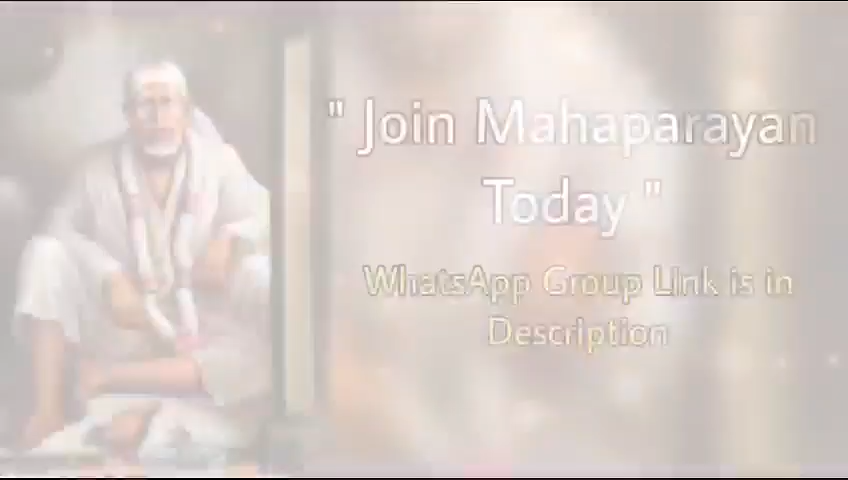 " Join Mahaparayan
Today "
WhatsApp Group Link is in
Description